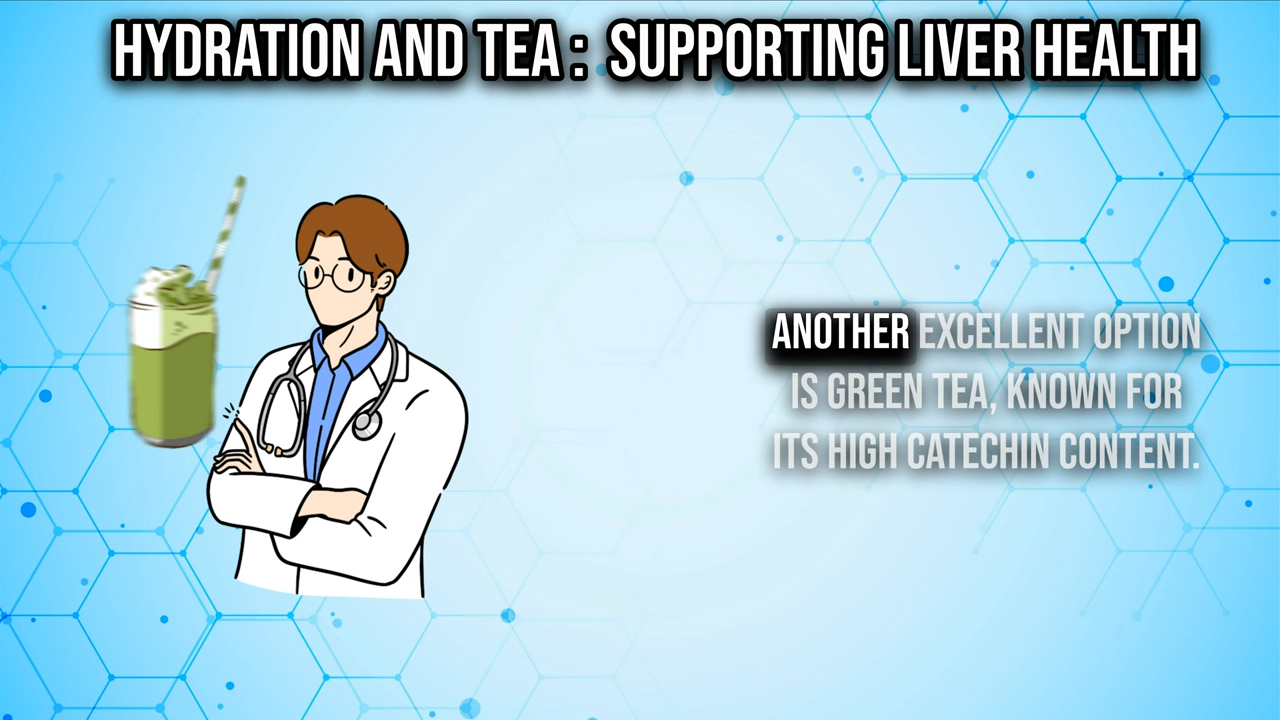 HYDRATION AND TEA : SUPPORTING LIVER HEALTH
ANOTHER EXCELLENT OPTION
IS GREEN TEA, KNOWN FOR
ITS HIGH CATECHIN CONTENT.